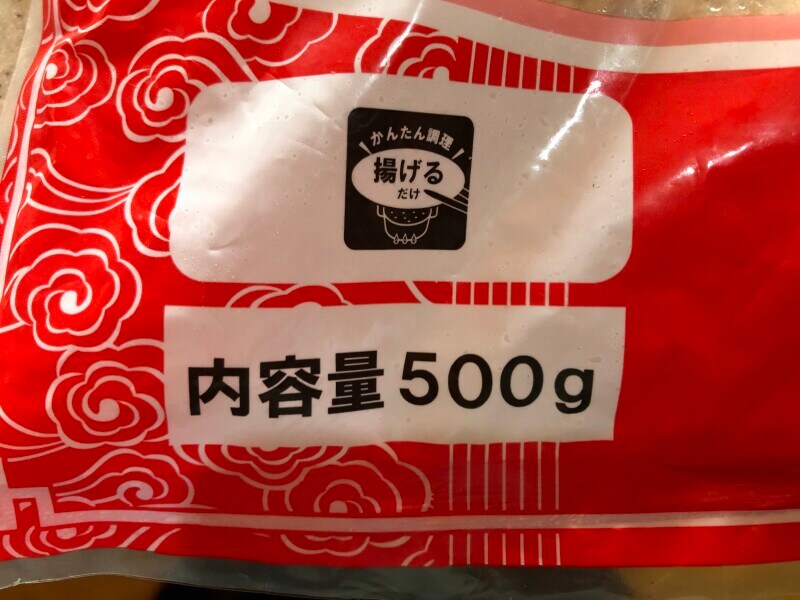 かんたん調理
揚げる
だけ
内容量500g